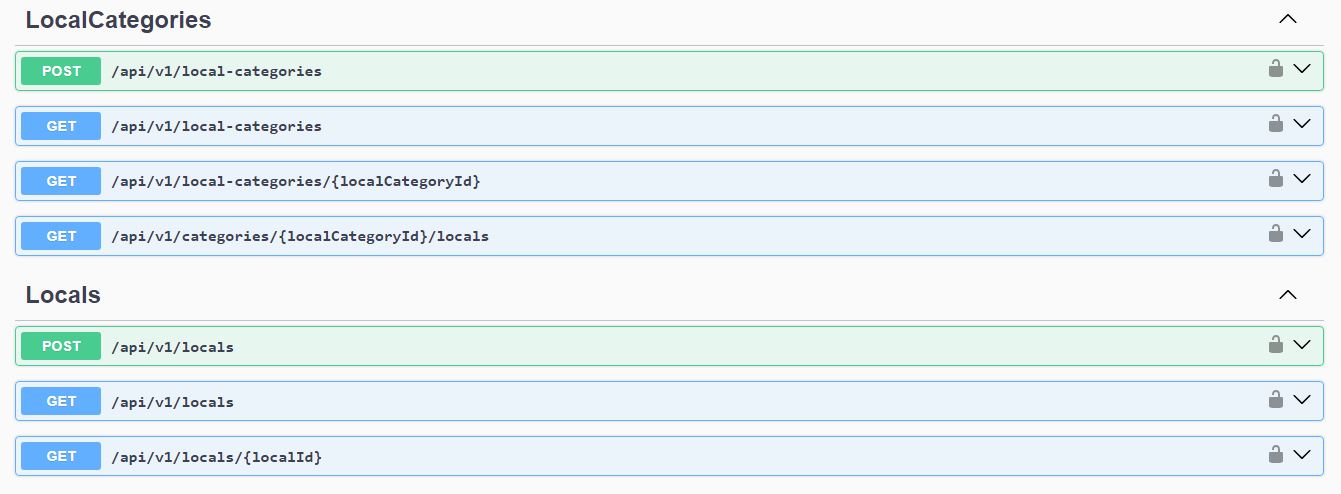 LocalCategories
POST /api/v1/local-categories
GET /api/v1/local-categories
GET /api/v1/local-categories/{localCategoryId}
GET /api/v1/categories/{localCategoryId}/locals
Locals
POST /api/v1/locals
GET /api/v1/locals
GET /api/v1/locals/{localId}